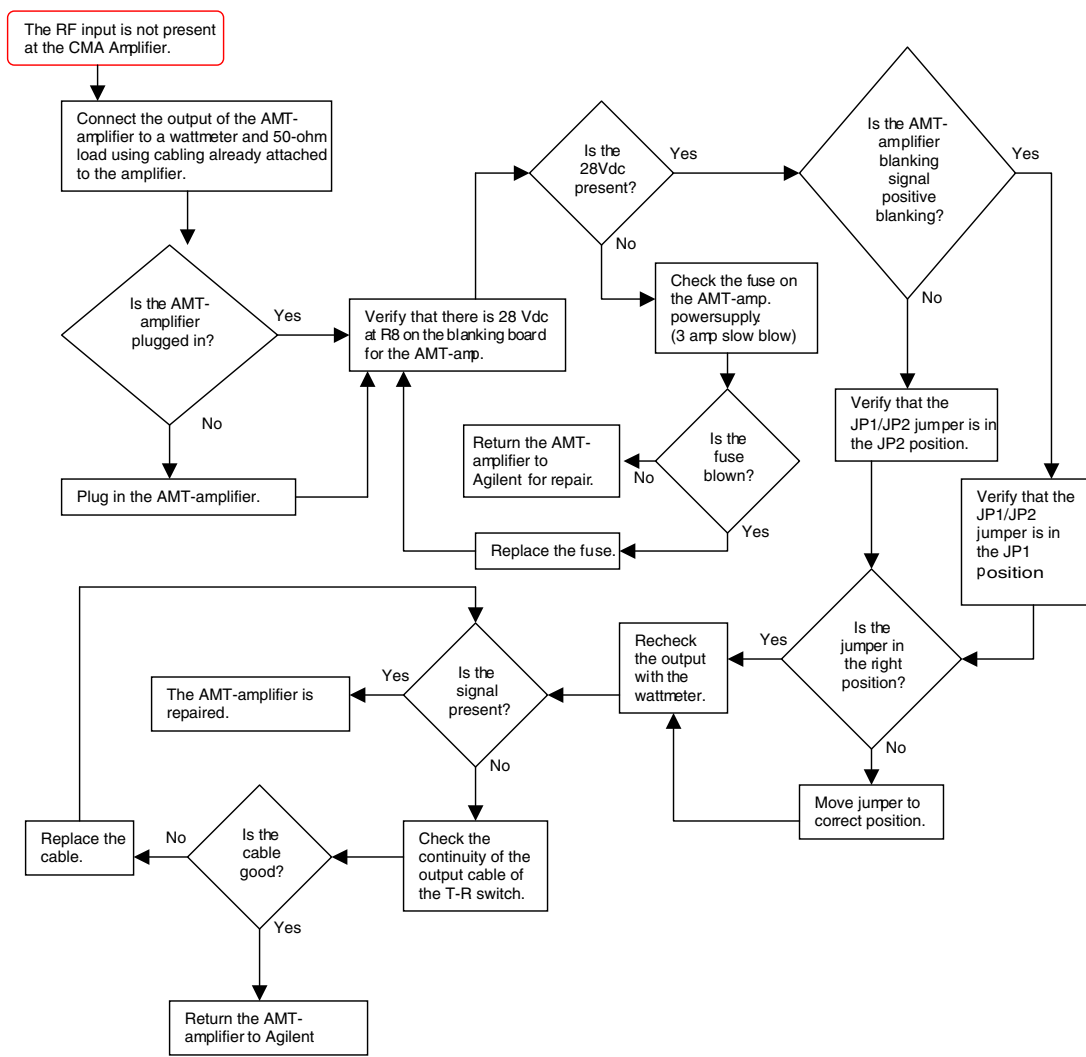 The RF input is not present
at the CMA Amplifier.
Connect the output of the AMT-
amplifier to a wattmeter and 50-ohm
load using cabling already attached
to the amplifier.
Is the AMT-
amplifier
plugged in?
Yes
No
Plug in the AMT-amplifier.
Verify that there is 28 Vdc
at R8 on the blanking board
for the AMT-amp.
Is the
28Vdc
present?
Yes
No
Check the fuse on
the AMT-amp.
powersupply.
(3 amp slow blow)
Is the
fuse
blown?
No
Yes
Return the AMT-
amplifier to
Agilent for repair.
Replace the fuse.
Is the AMT-
amplifier
blanking
signal
positive
blanking?
Yes
No
Verify that the
JP1/JP2 jumper is in
the JP2 position.
Verify that the
JP1/JP2
jumper is in
the JP1
position
Is the
jumper in
the right
position?
Yes
No
Move jumper to
correct position.
Recheck
the output
with the
wattmeter.
Is the
signal
present?
Yes
No
The AMT-amplifier is
repaired.
Check the
continuity of the
output cable of
the T-R switch.
Is the
cable
good?
No
Yes
Replace the
cable.
Return the AMT-
amplifier to Agilent